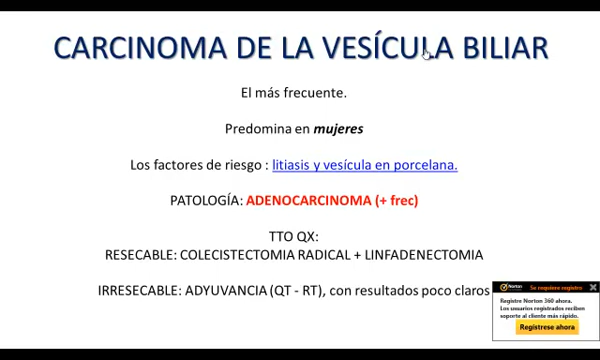 CARCINOMA DE LA VESÍCULA BILIAR
El más frecuente.
Predomina en mujeres
Los factores de riesgo : litiasis y vesícula en porcelana.
PATOLOGÍA: ADENOCARCINOMA (+ frec)
TTO QX:
RESECABLE: COLECISTECTOMIA RADICAL + LINFADENECTOMIA
IRRESECABLE: ADYUVANCIA (QT - RT), con resultados poco claros
Norton
Se requiere registro
Registre Norton 360 ahora.
Los usuarios registrados reciben
soporte al cliente más rápido.
Regístrese ahora